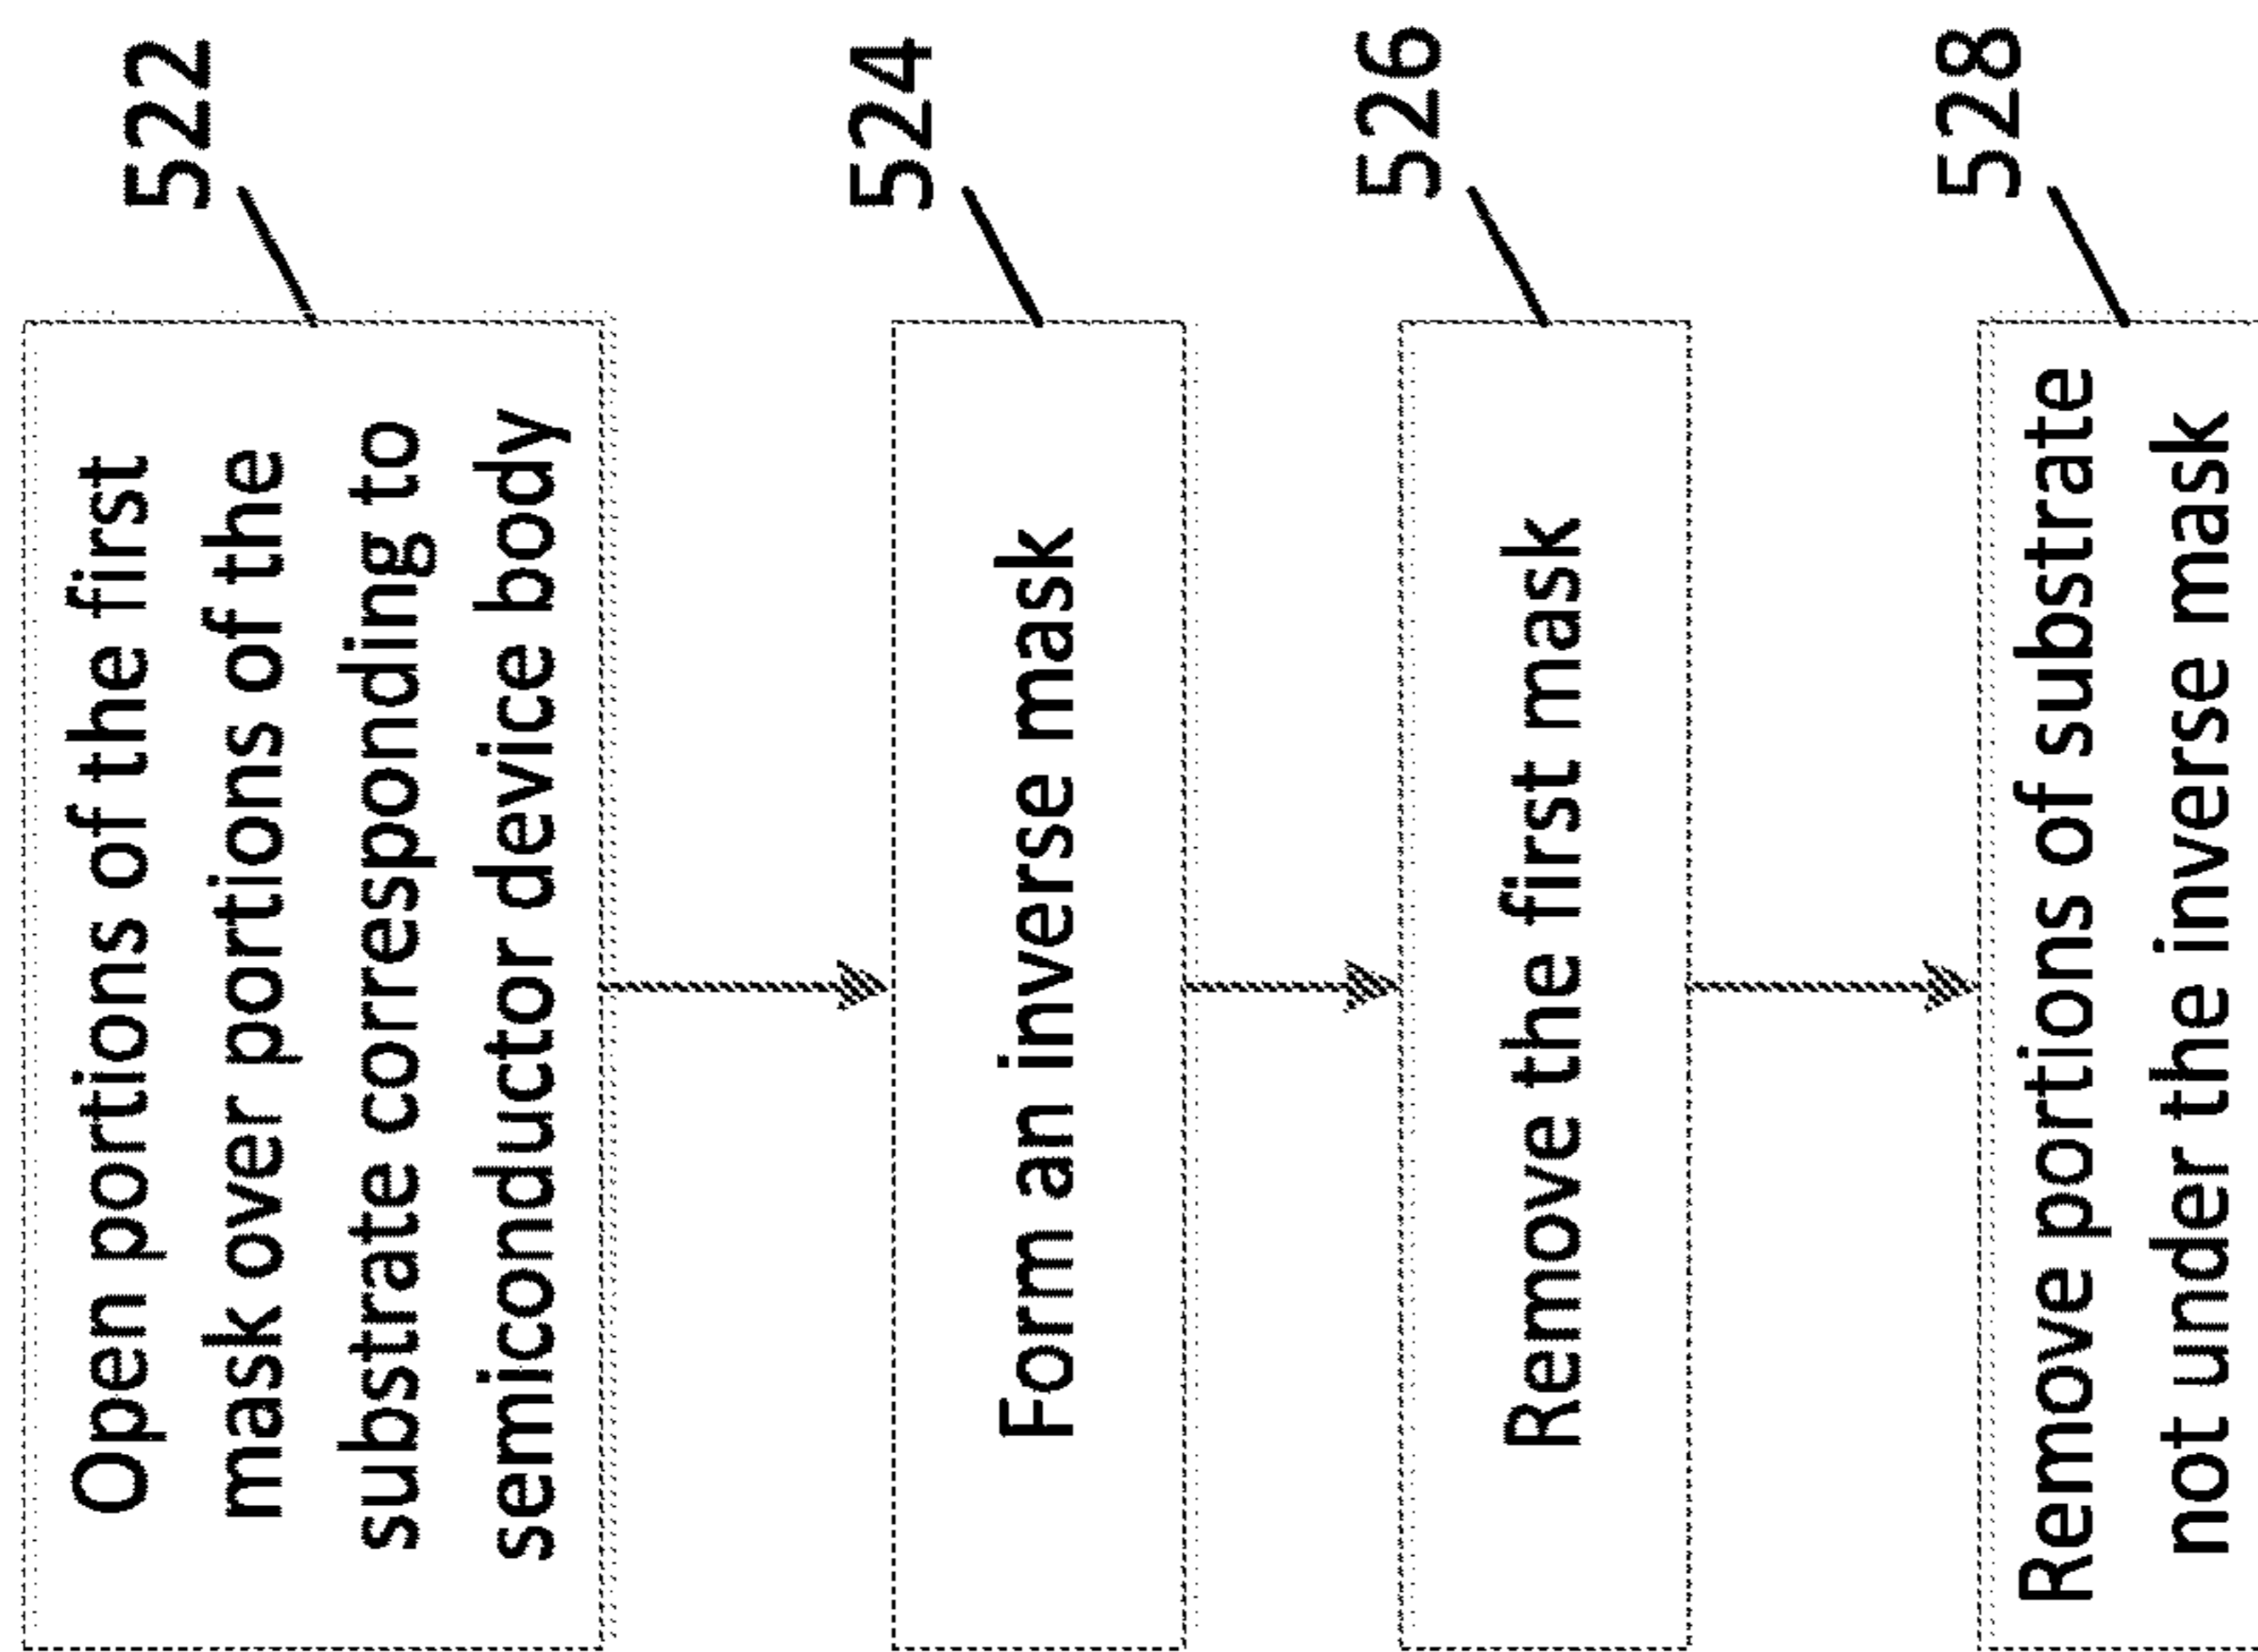 Open portions of the first
mask over portions of the
substrate corresponding to
semiconductor device body
522
Form an inverse mask
524
Remove the first mask
526
Remove portions of substrate
not under the inverse mask
528